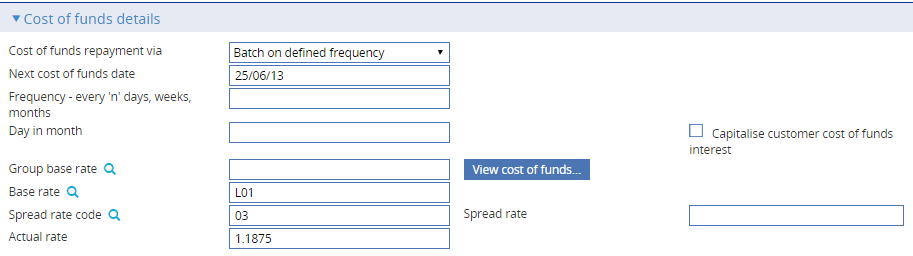 Cost of funds details
Cost of funds repayment via Batch on defined frequency
Next cost of funds date 25/06/13
Frequency - every 'n' days, weeks,
months
Day in month
Capitalise customer cost of funds
interest
Group base rate View cost of funds...
Base rate L01
Spread rate code 03 Spread rate
Actual rate 1.1875